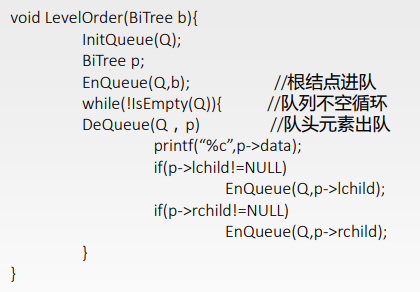 void LevelOrder(BiTree b){
InitQueue(Q);
BiTree p;
EnQueue(Q,b); //根结点进队
while(!IsEmpty(Q)){ //队列不空循环
DeQueue(Q，p) //队头元素出队
printf(“%c”,p->data);
if(p->lchild!=NULL)
EnQueue(Q,p->lchild);
if(p->rchild!=NULL)
EnQueue(Q,p->rchild);
}
}